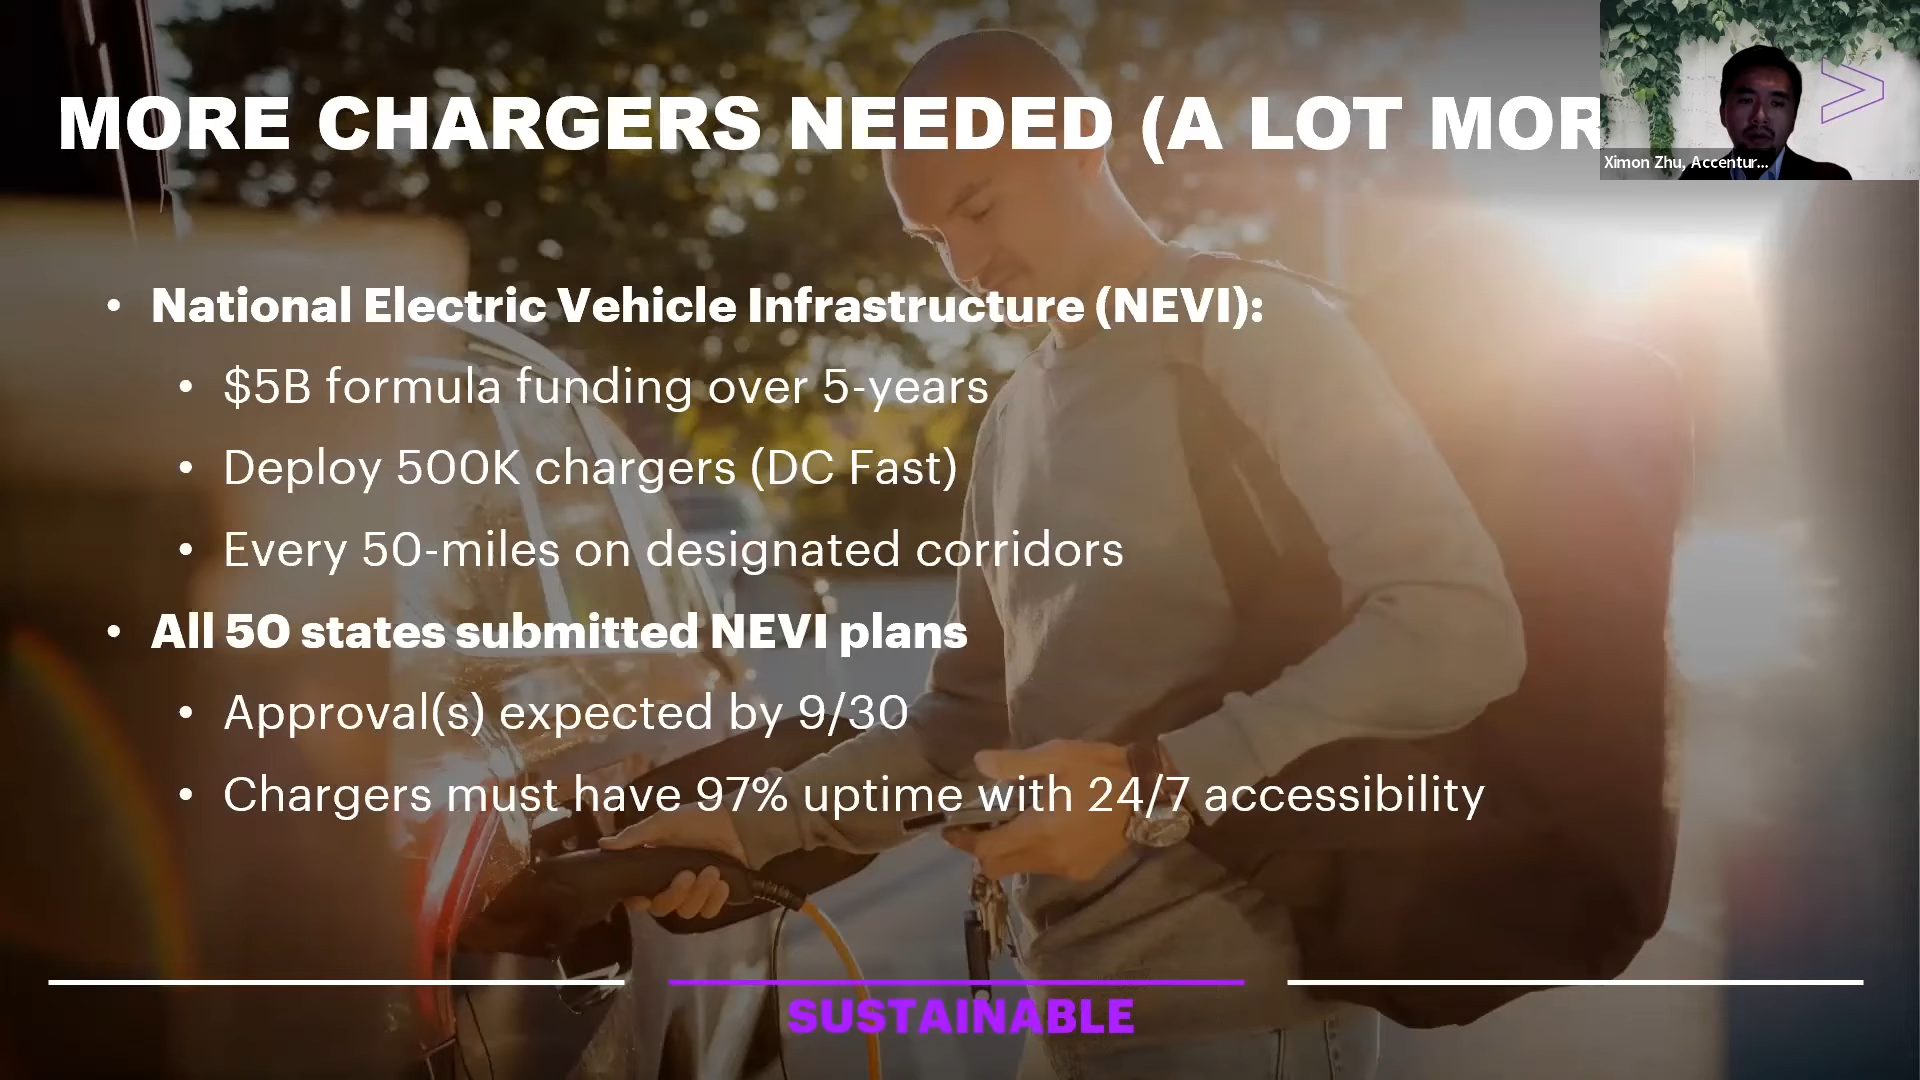 MORE CHARGERS NEEDED (A LOT MOR
Ximon Zhu, Accentur...
• National Electric Vehicle Infrastructure (NEVI):
• $5B formula funding over 5-years
• Deploy 500K chargers (DC Fast)
• Every 50-miles on designated corridors
• All 50 states submitted NEVI plans
• Approval(s) expected by 9/30
• Chargers must have 97% uptime with 24/7 accessibility
SUSTAINABLE